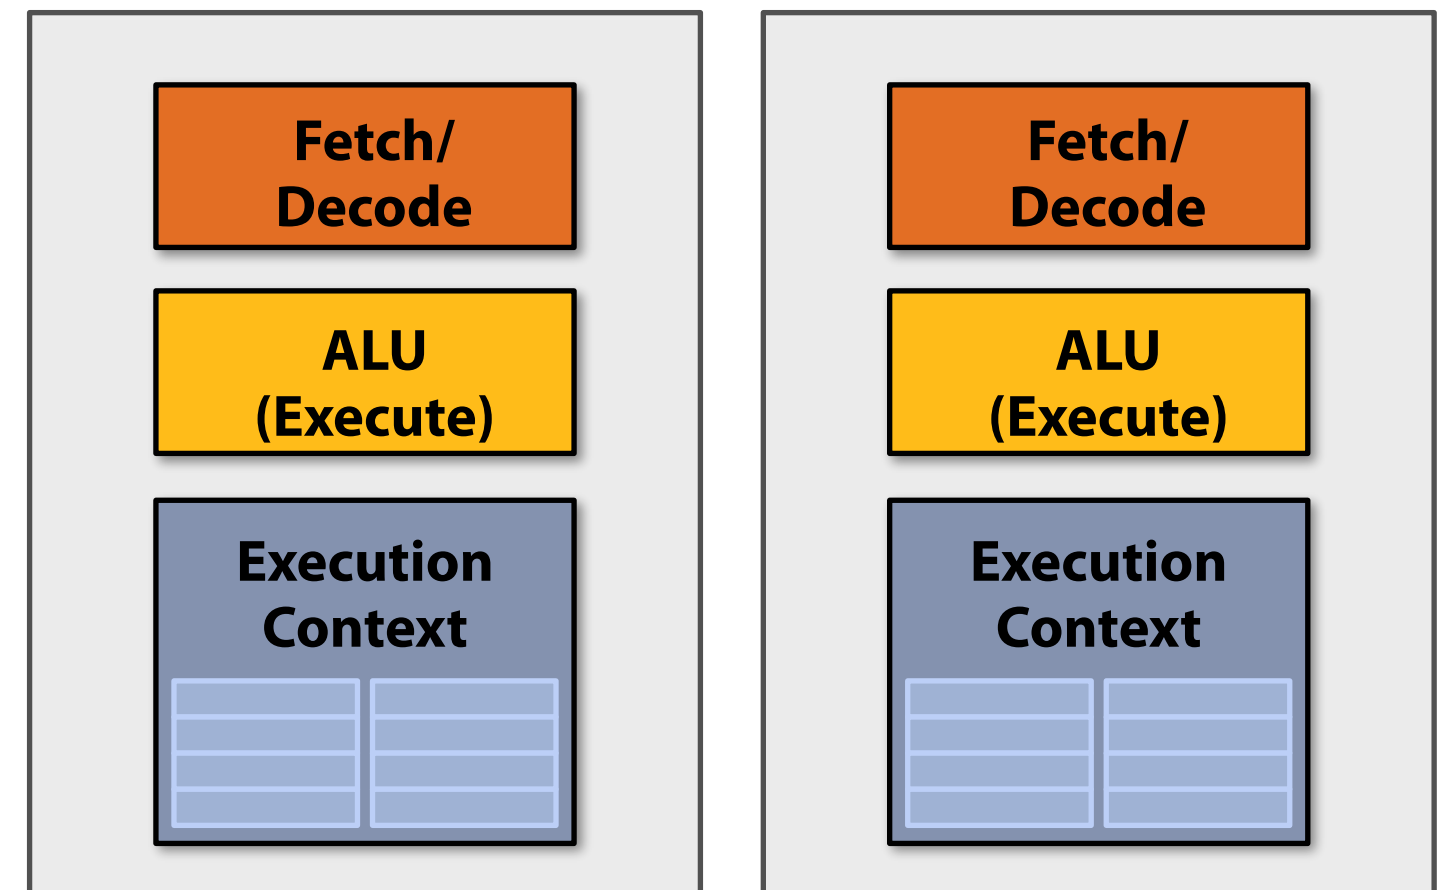 Fetch/
Decode
ALU
(Execute)
Execution
Context
Fetch/
Decode
ALU
(Execute)
Execution
Context